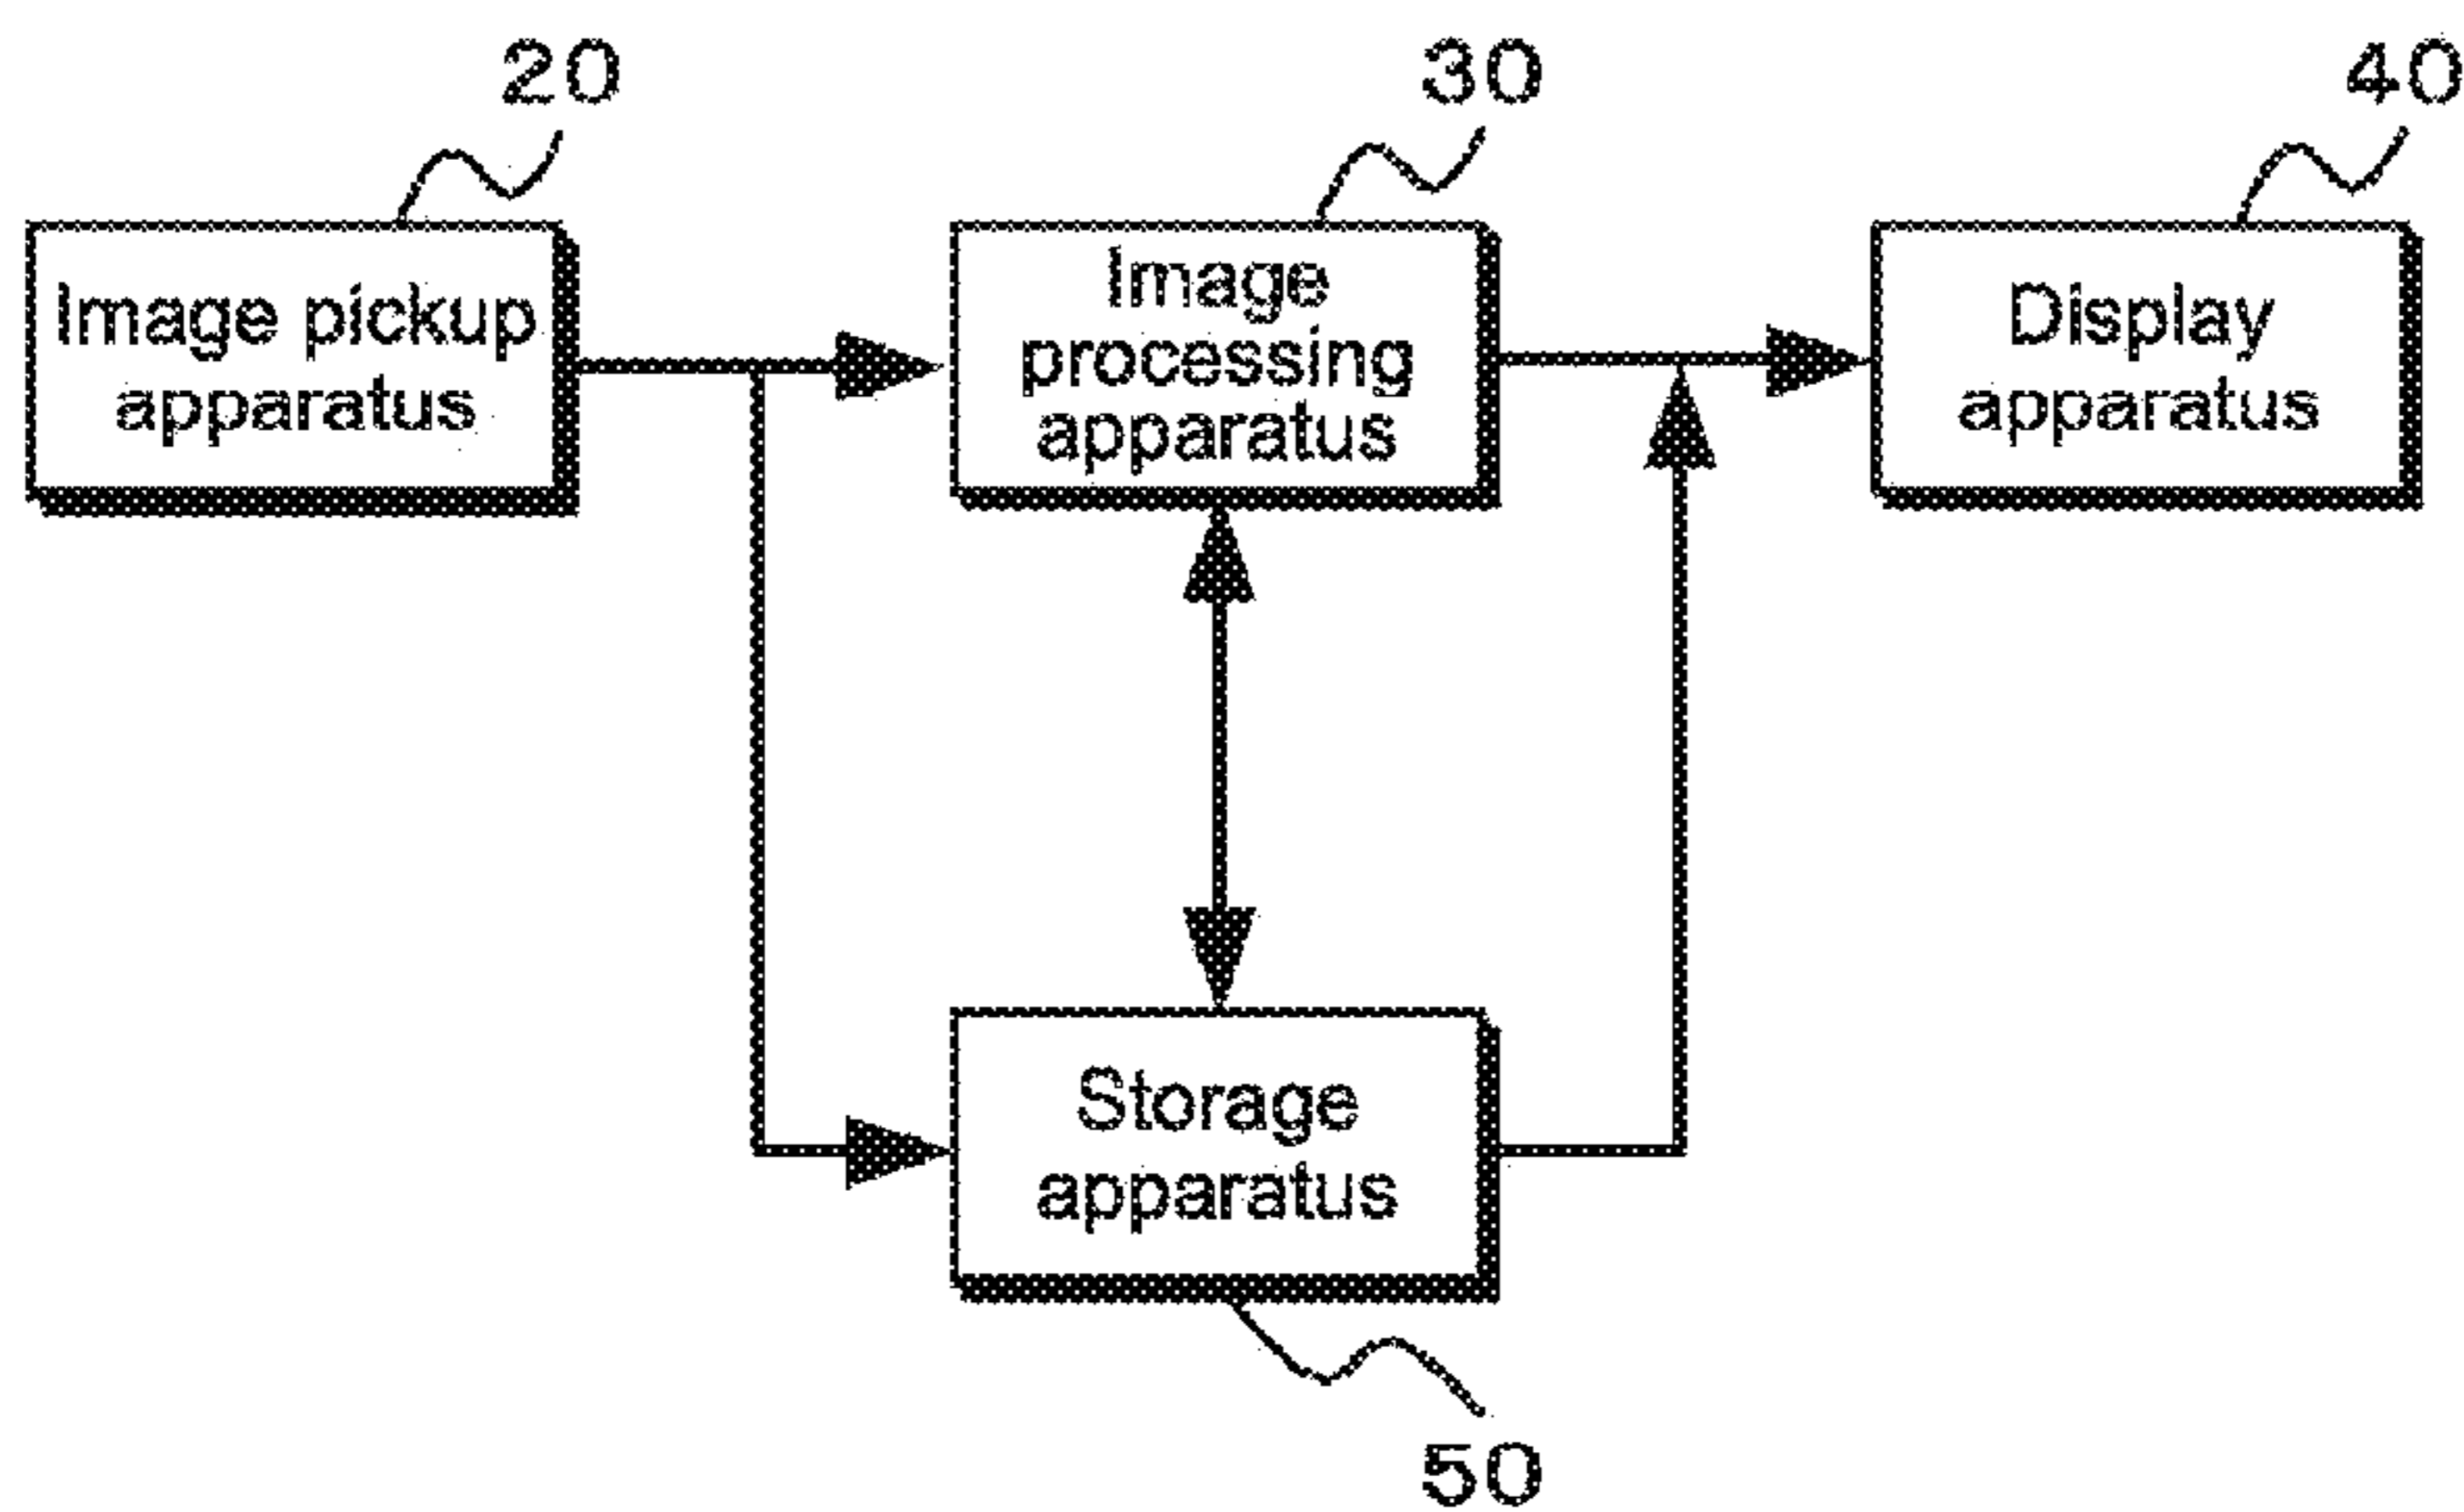 20
30
40
Image pickup
apparatus
Image
processing
apparatus
Display
apparatus
Storage
apparatus
50